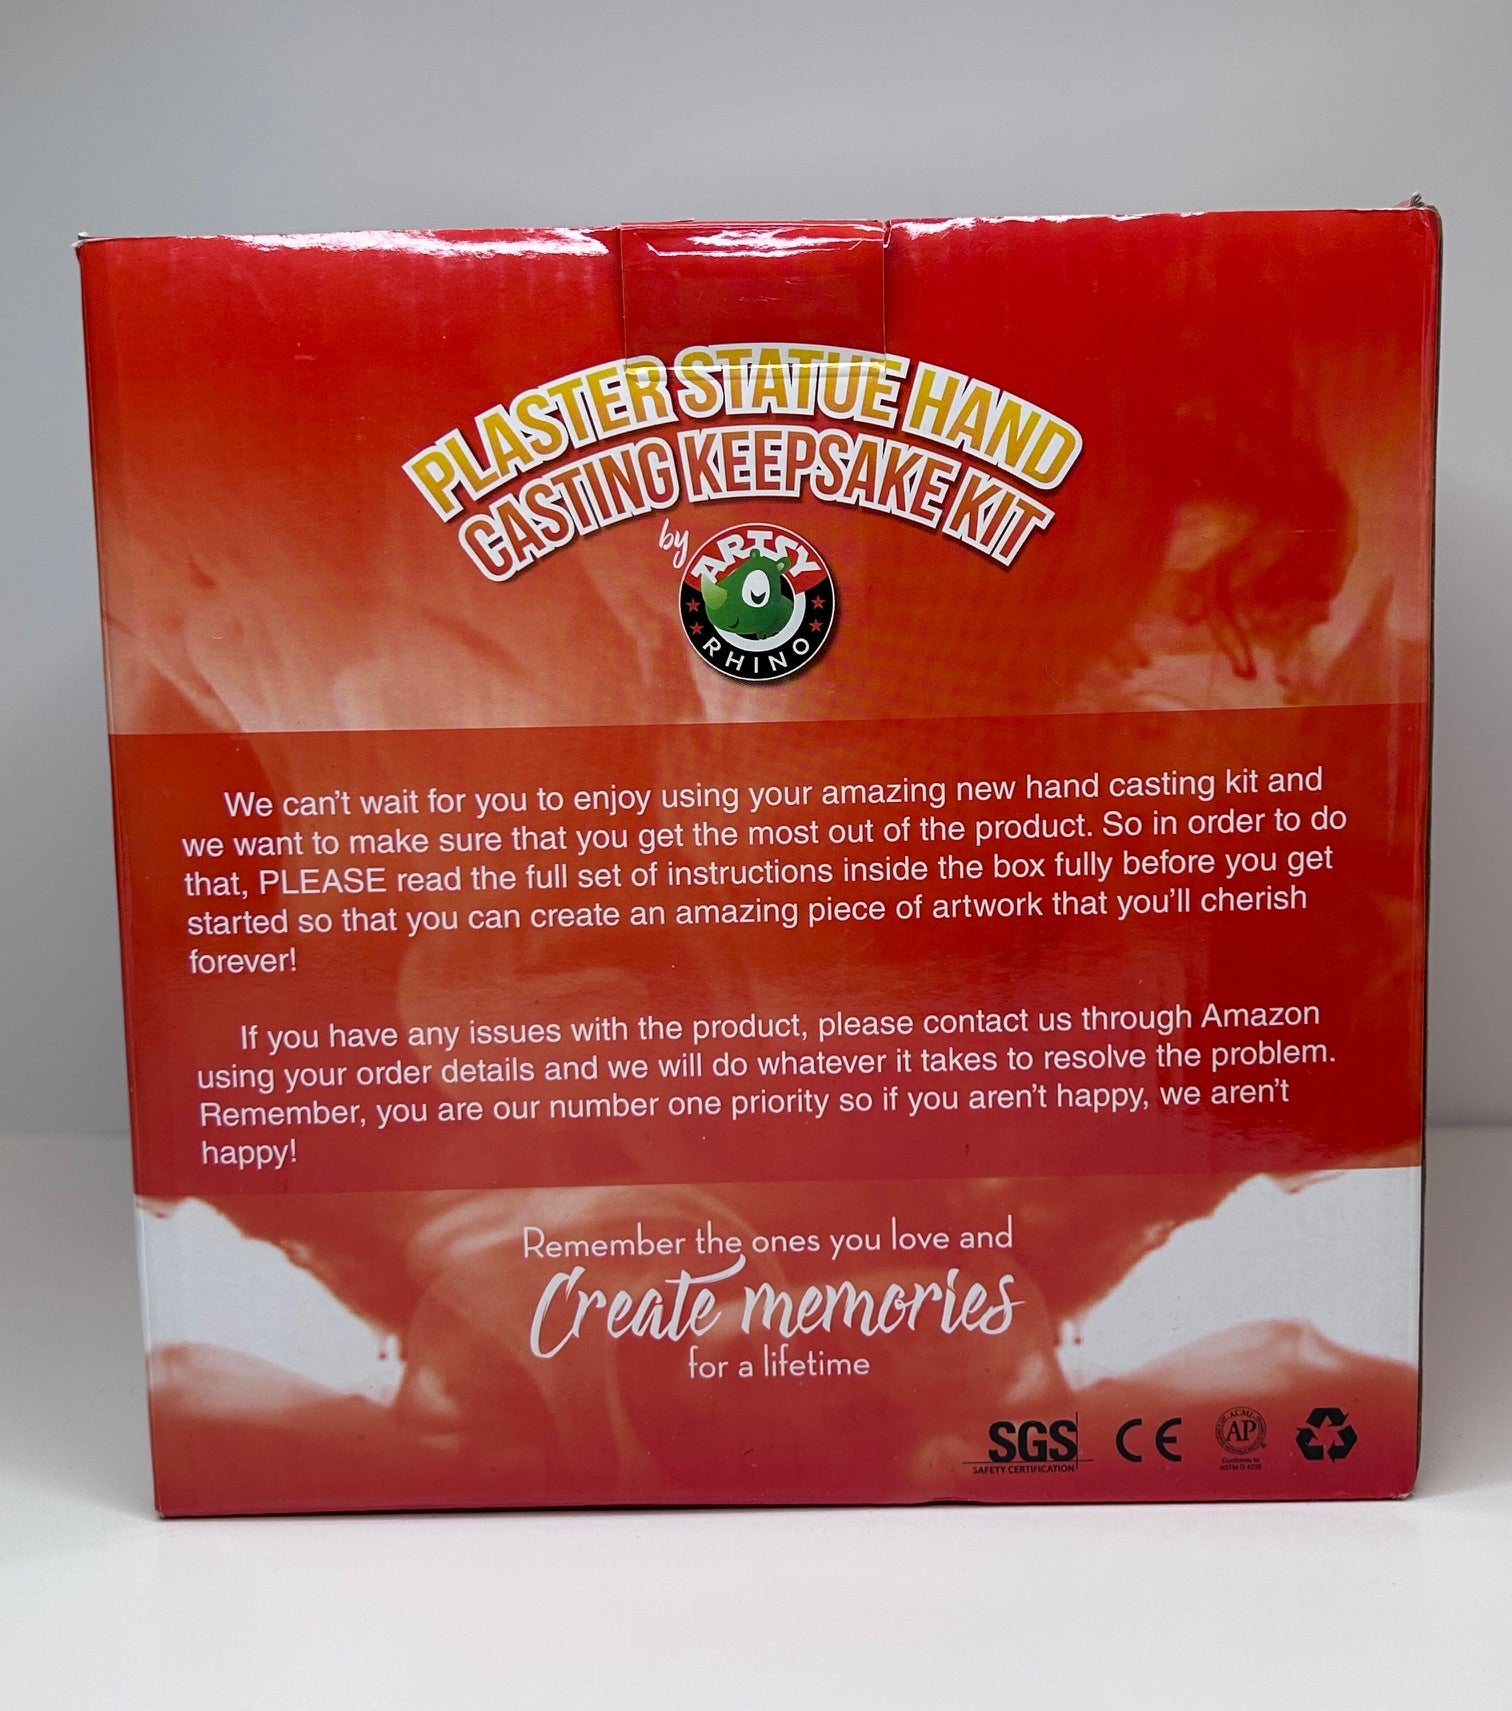 PLASTER STATUE HAND
CASTING KEEPSAKE KIT
by
ARTSY
RHINO
We can't wait for you to enjoy using your amazing new hand casting kit and
we want to make sure that you get the most out of the product. So in order to do
that, PLEASE read the full set of instructions inside the box fully before you get
started so that you can create an amazing piece of artwork that you'll cherish
forever!
If you have any issues with the product, please contact us through Amazon
using your order details and we will do whatever it takes to resolve the problem.
Remember, you are our number one priority so if you aren't happy, we aren't
happy!
Remember the ones you love and
Create memories
for a lifetime
SGS
SAFETY CERTIFICATION
CE
ACMI
AP
Conforms to
ASTM D 4236